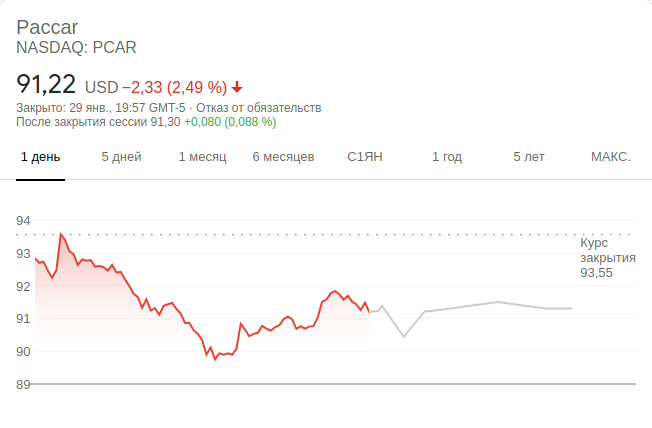 Paccar
NASDAQ: PCAR
91,22 USD −2,33 (2,49 %)
Закрыто: 29 янв., 19:57 GMT-5 · Отказ от обязательств
После закрытия сессии 91,30 +0,080 (0,088 %)
1 день 5 дней 1 месяц 6 месяцев С1ЯН 1 год 5 лет МАКС.
94
Курс
закрытия
93,55
93
92
91
90
89